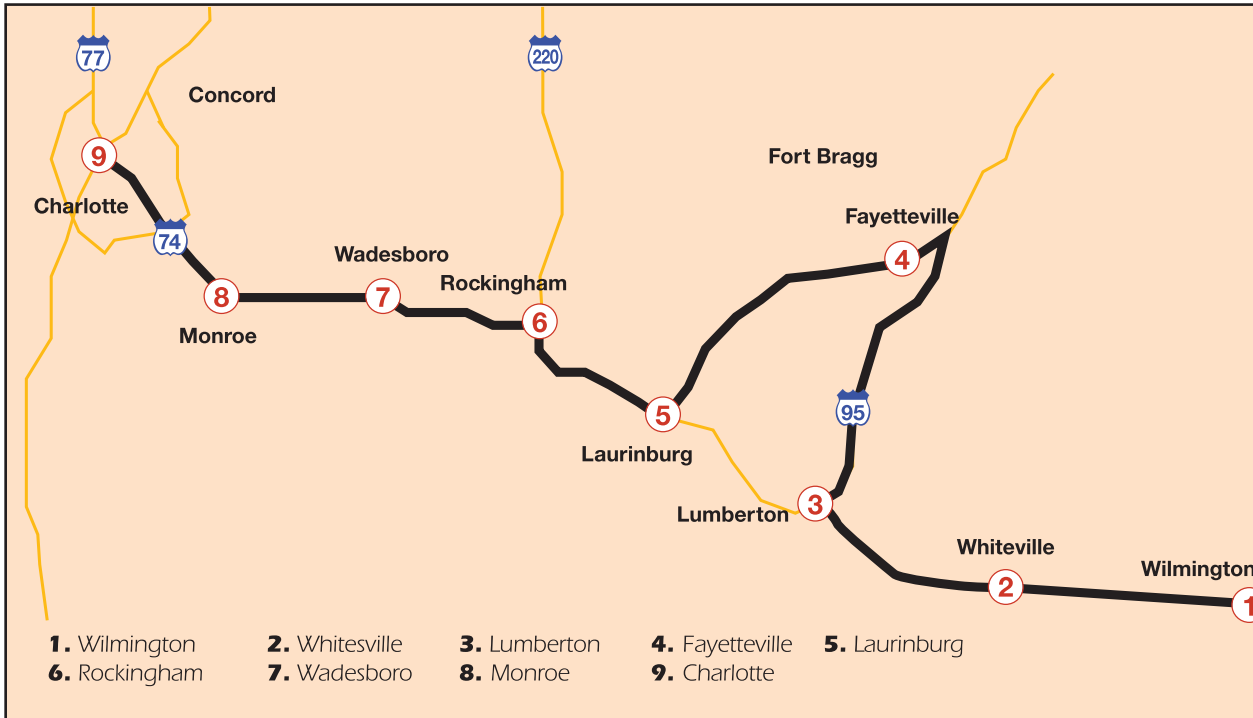 77
220
Concord
9
Fort Bragg
Charlotte
Fayetteville
74
Wadesboro
4
Rockingham
8
7
6
Monroe
95
5
Laurinburg
3
Lumberton
Whiteville
Wilmington
2
1
1. Wilmington 2. Whitesville 3. Lumberton 4. Fayetteville 5. Laurinburg
6. Rockingham 7. Wadesboro 8. Monroe 9. Charlotte